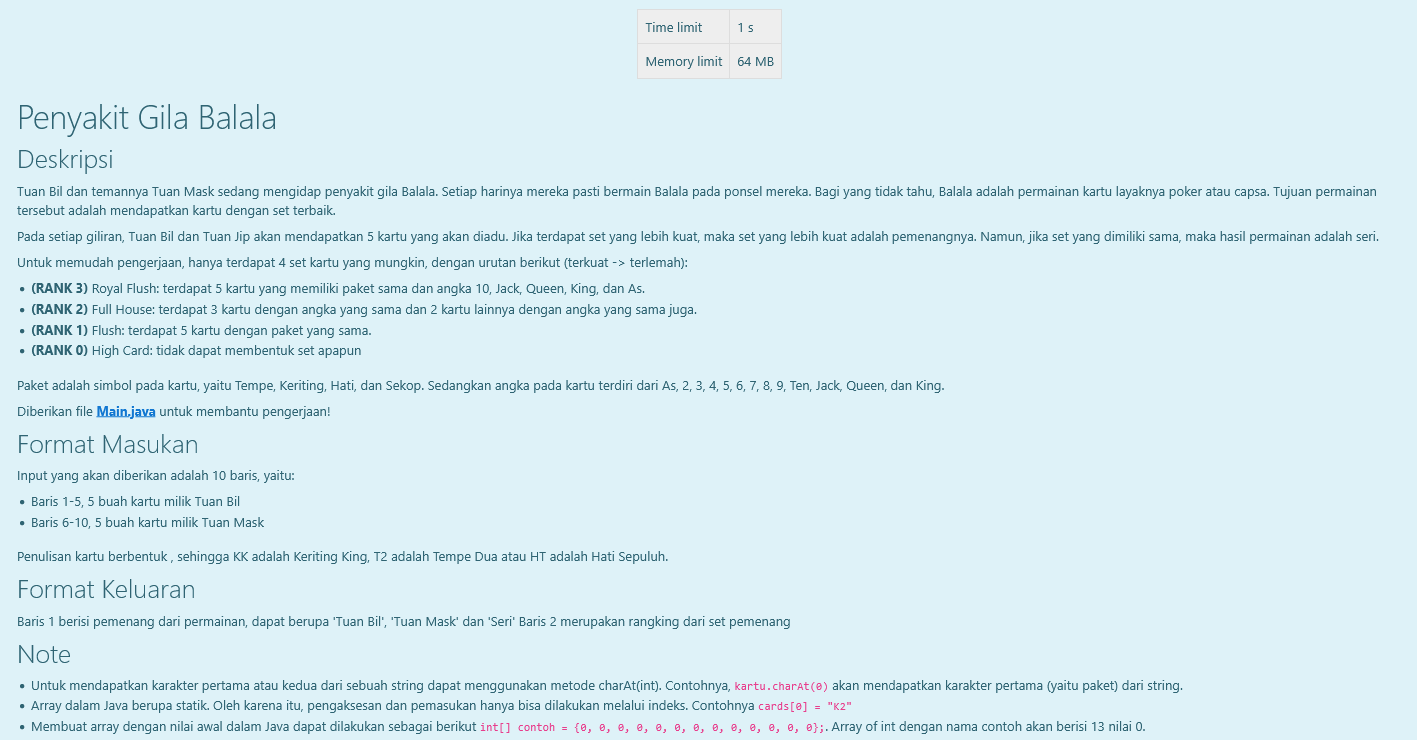 Time limit 1 s
Memory limit 64 MB
Penyakit Gila Balala
Deskripsi
Tuan Bil dan temannya Tuan Mask sedang mengidap penyakit gila Balala. Setiap harinya mereka pasti bermain Balala pada ponsel mereka. Bagi yang tidak tahu, Balala adalah permainan kartu layaknya poker atau capsa. Tujuan permainan
tersebut adalah mendapatkan kartu dengan set terbaik.
Pada setiap giliran, Tuan Bil dan Tuan Jip akan mendapatkan 5 kartu yang akan diadu. Jika terdapat set yang lebih kuat, maka set yang lebih kuat adalah pemenangnya. Namun, jika set yang dimiliki sama, maka hasil permainan adalah seri.
Untuk memudah pengerjaan, hanya terdapat 4 set kartu yang mungkin, dengan urutan berikut (terkuat -> terlemah):
• (RANK 3) Royal Flush: terdapat 5 kartu yang memiliki paket sama dan angka 10, Jack, Queen, King, dan As.
• (RANK 2) Full House: terdapat 3 kartu dengan angka yang sama dan 2 kartu lainnya dengan angka yang sama juga.
• (RANK 1) Flush: terdapat 5 kartu dengan paket yang sama.
• (RANK 0) High Card: tidak dapat membentuk set apapun
Paket adalah simbol pada kartu, yaitu Tempe, Keriting, Hati, dan Sekop. Sedangkan angka pada kartu terdiri dari As, 2, 3, 4, 5, 6, 7, 8, 9, Ten, Jack, Queen, dan King.
Diberikan file Main.java untuk membantu pengerjaan!
Format Masukan
Input yang akan diberikan adalah 10 baris, yaitu:
• Baris 1-5, 5 buah kartu milik Tuan Bil
• Baris 6-10, 5 buah kartu milik Tuan Mask
Penulisan kartu berbentuk , sehingga KK adalah Keriting King, T2 adalah Tempe Dua atau HT adalah Hati Sepuluh.
Format Keluaran
Baris 1 berisi pemenang dari permainan, dapat berupa 'Tuan Bil', 'Tuan Mask' dan 'Seri' Baris 2 merupakan rangking dari set pemenang
Note
• Untuk mendapatkan karakter pertama atau kedua dari sebuah string dapat menggunakan metode charAt(int). Contohnya, kartu.charAt(0) akan mendapatkan karakter pertama (yaitu paket) dari string.
• Array dalam Java berupa statik. Oleh karena itu, pengaksesan dan pemasukan hanya bisa dilakukan melalui indeks. Contohnya cards[0] = "K2"
• Membuat array dengan nilai awal dalam Java dapat dilakukan sebagai berikut int[] contoh = {0, 0, 0, 0, 0, 0, 0, 0, 0, 0, 0, 0, 0};. Array of int dengan nama contoh akan berisi 13 nilai 0.